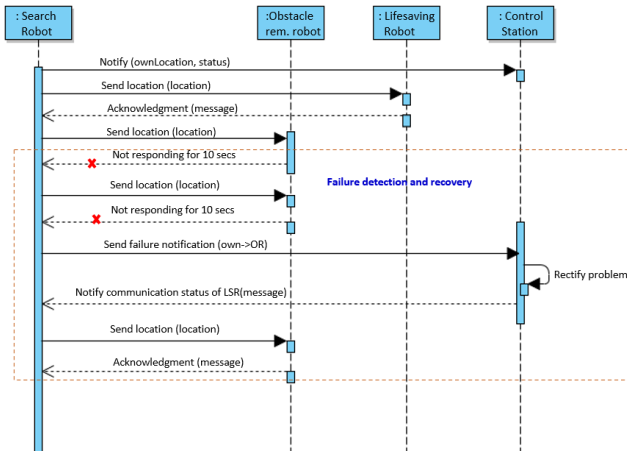 : Search
Robot
:Obstacle
rem. robot
: Lifesaving
Robot
: Control
Station
Notify (ownLocation, status)
Send location (location)
Acknowledgment (message)
Send location (location)
Not responding for 10 secs
Failure detection and recovery
Send location (location)
Not responding for 10 secs
Send failure notification (own->OR)
Rectify problem
Notify communication status of LSR(message)
Send location (location)
Acknowledgment (message)